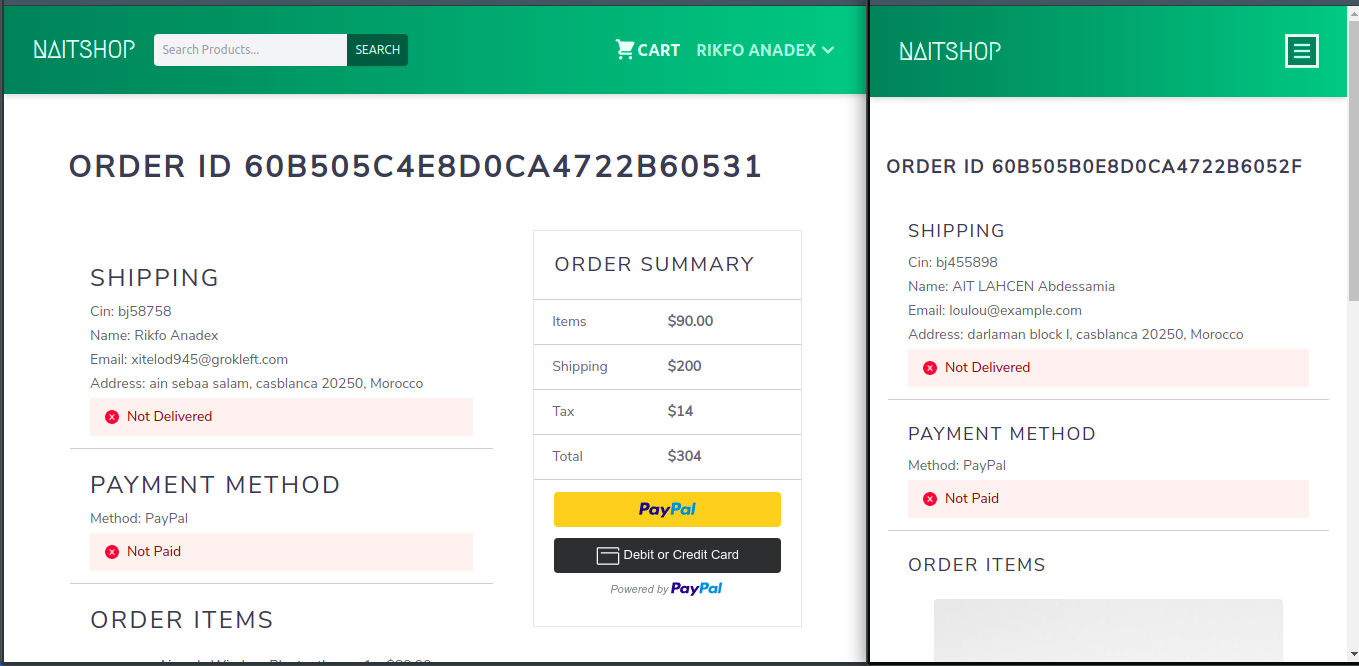 NAITSHOP
Search Products...
SEARCH
CART
RIKFO ANADEX
ORDER ID 60B505C4E8D0CA4722B60531
SHIPPING
Cin: bj58758
Name: Rikfo Anadex
Email: xitelod945@grokleft.com
Address: ain sebaa salam, casblanca 20250, Morocco
Not Delivered
PAYMENT METHOD
Method: PayPal
Not Paid
ORDER ITEMS
ORDER SUMMARY
Items $90.00
Shipping $200
Tax $14
Total $304
PayPal
Debit or Credit Card
Powered by PayPal
NAITSHOP
ORDER ID 60B505B0E8D0CA4722B6052F
SHIPPING
Cin: bj455898
Name: AIT LAHCEN Abdessamia
Email: loulou@example.com
Address: darlaman block I, casblanca 20250, Morocco
Not Delivered
PAYMENT METHOD
Method: PayPal
Not Paid
ORDER ITEMS